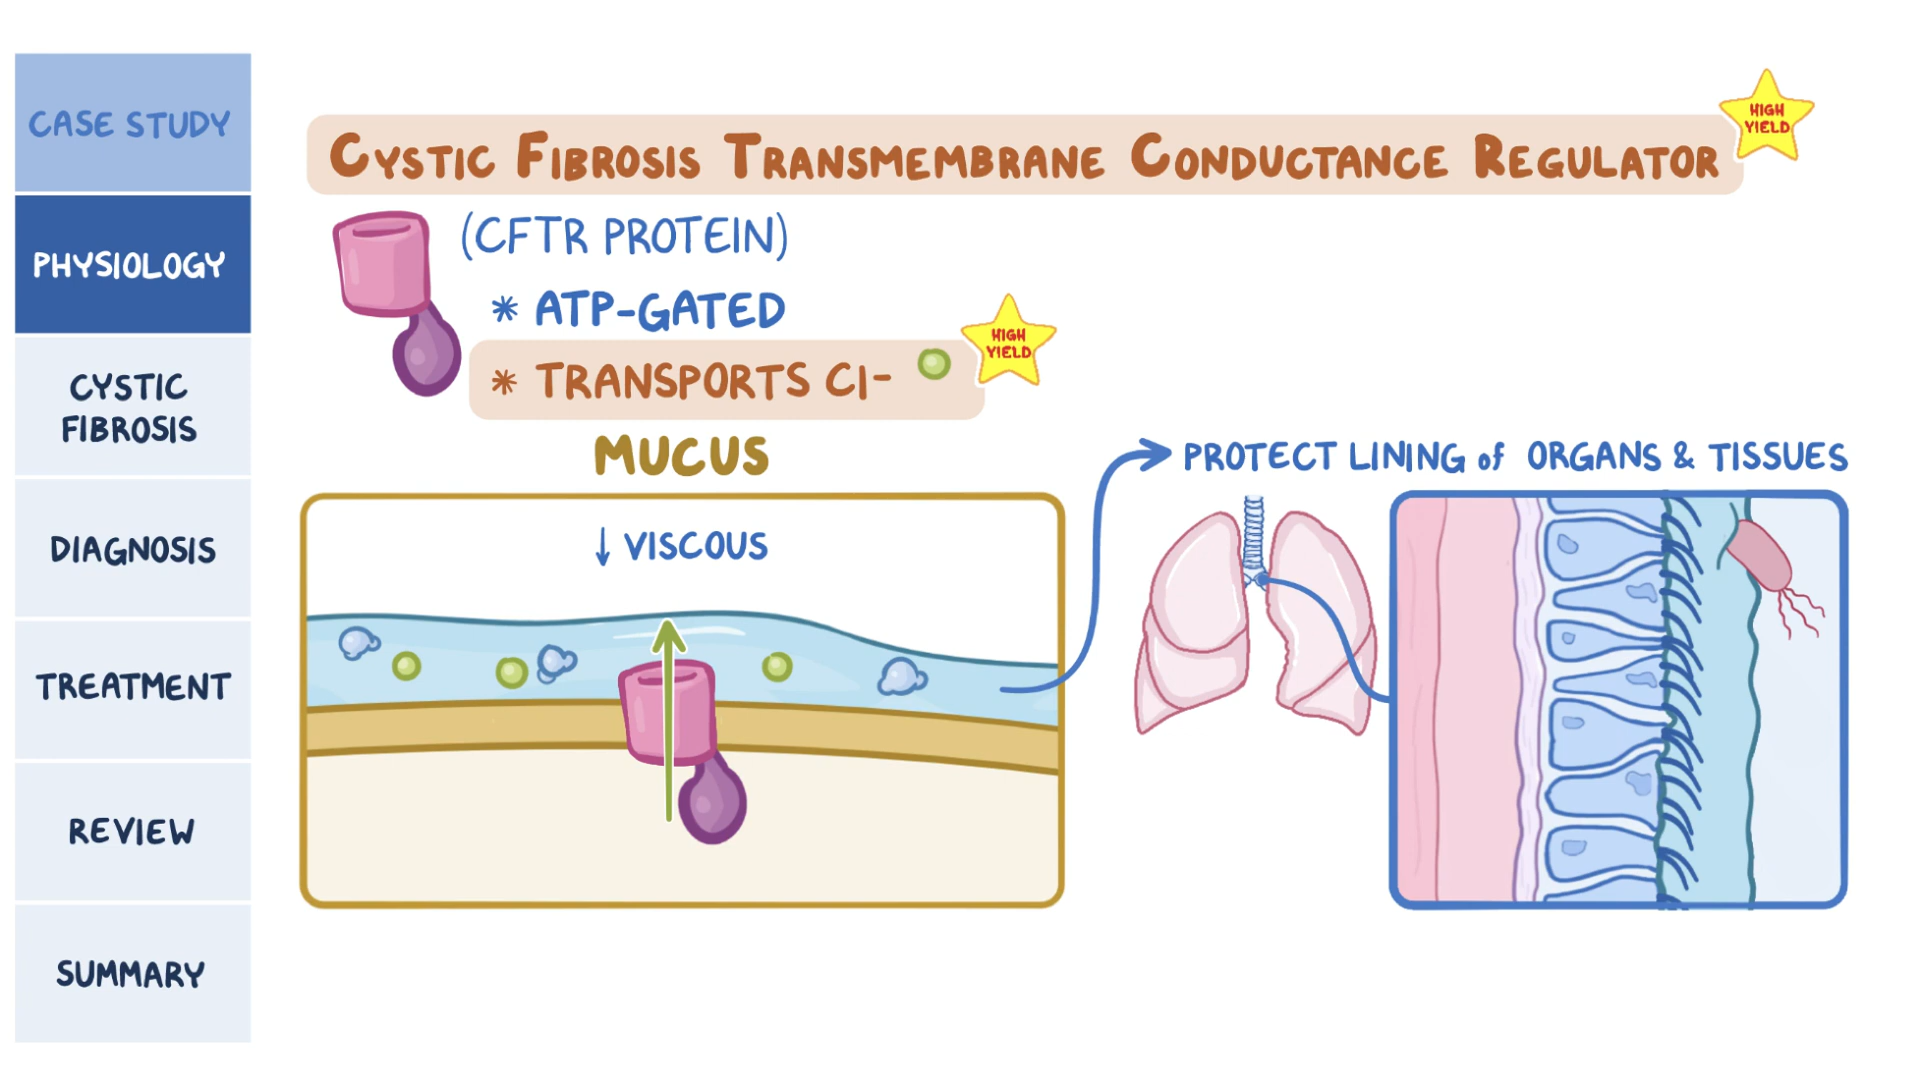 CASE STUDY
PHYSIOLOGY
CYSTIC
FIBROSIS
DIAGNOSIS
TREATMENT
REVIEW
SUMMARY
CYSTIC FIBROSIS TRANSMEMBRANE CONDUCTANCE REGULATOR
HIGH
YIELD
(CFTR PROTEIN)
* ATP-GATED
* TRANSPORTS Cl-
HIGH
YIELD
MUCUS
↓ VISCOUS
PROTECT LINING of ORGANS & TISSUES